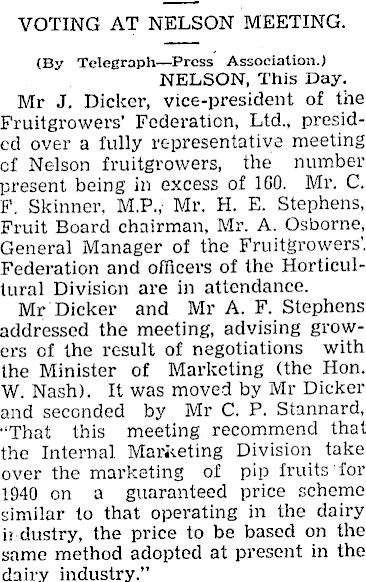 VOTING AT NELSON MEETING.
(By Telegraph—Press Association.)
NELSON, This Day.
Mr J. Dicker, vice-president of the
Fruitgrowers' Federation, Ltd., presid-
ed over a fully representative meeting
of Nelson fruitgrowers, the number
present being in excess of 160. Mr. C.
F. Skinner, M.P., Mr. H. E. Stephens,
Fruit Board chairman, Mr. A. Osborne,
General Manager of the Fruitgrowers'
Federation and officers of the Horticul-
tural Division are in attendance.
Mr Dicker and Mr A. F. Stephens
addressed the meeting, advising grow-
ers of the result of negotiations with
the Minister of Marketing (the Hon.
W. Nash). It was moved by Mr Dicker
and seconded by Mr C. P. Stannard,
"That this meeting recommend that
the Internal Marketing Division take
over the marketing of pip fruits for
1940 on a guaranteed price scheme
similar to that operating in the dairy
industry, the price to be based on the
same method adopted at present in the
dairy industry."